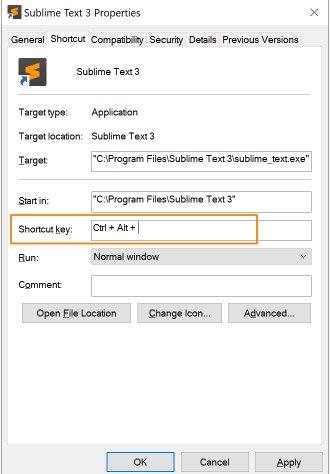 Sublime Text 3 Properties
General Shortcut Compatibility Security Details Previous Versions
Sublime Text 3
Target type: Application
Target location: Sublime Text 3
Target: "C:\Program Files\Sublime Text 3\sublime_text.exe"
Start in: "C:\Program Files\Sublime Text 3"
Shortcut key: Ctrl + Alt +
Run: Normal window
Comment:
Open File Location Change Icon... Advanced...
OK Cancel Apply